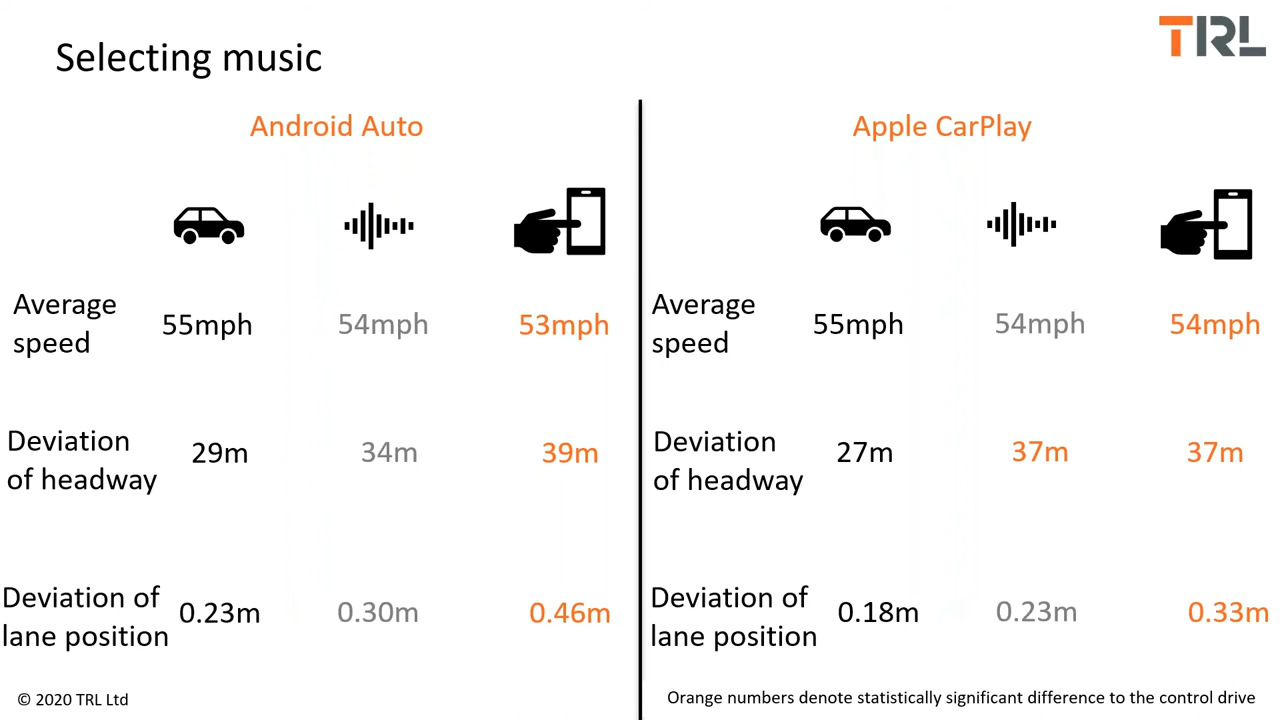 TRL
Selecting music
Android Auto
Average
speed
55mph 54mph 53mph
Deviation
of headway
29m 34m 39m
Deviation of
lane position
0.23m 0.30m 0.46m
© 2020 TRL Ltd
Apple CarPlay
Average
speed
55mph 54mph 54mph
Deviation
of headway
27m 37m 37m
Deviation of
lane position
0.18m 0.23m 0.33m
Orange numbers denote statistically significant difference to the control drive